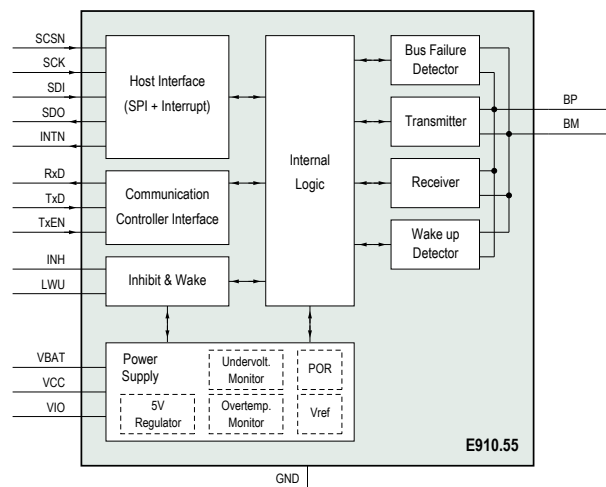 SCSN
SCK
SDI
SDO
INTN
RxD
TxD
TxEN
INH
LWU
VBAT
VCC
VIO
Host Interface
(SPI + Interrupt)
Communication
Controller Interface
Inhibit & Wake
Internal
Logic
Bus Failure
Detector
Transmitter
Receiver
Wake up
Detector
BP
BM
Power
Supply
Undervolt.
Monitor
POR
5V
Regulator
Overtemp.
Monitor
Vref
E910.55
GND